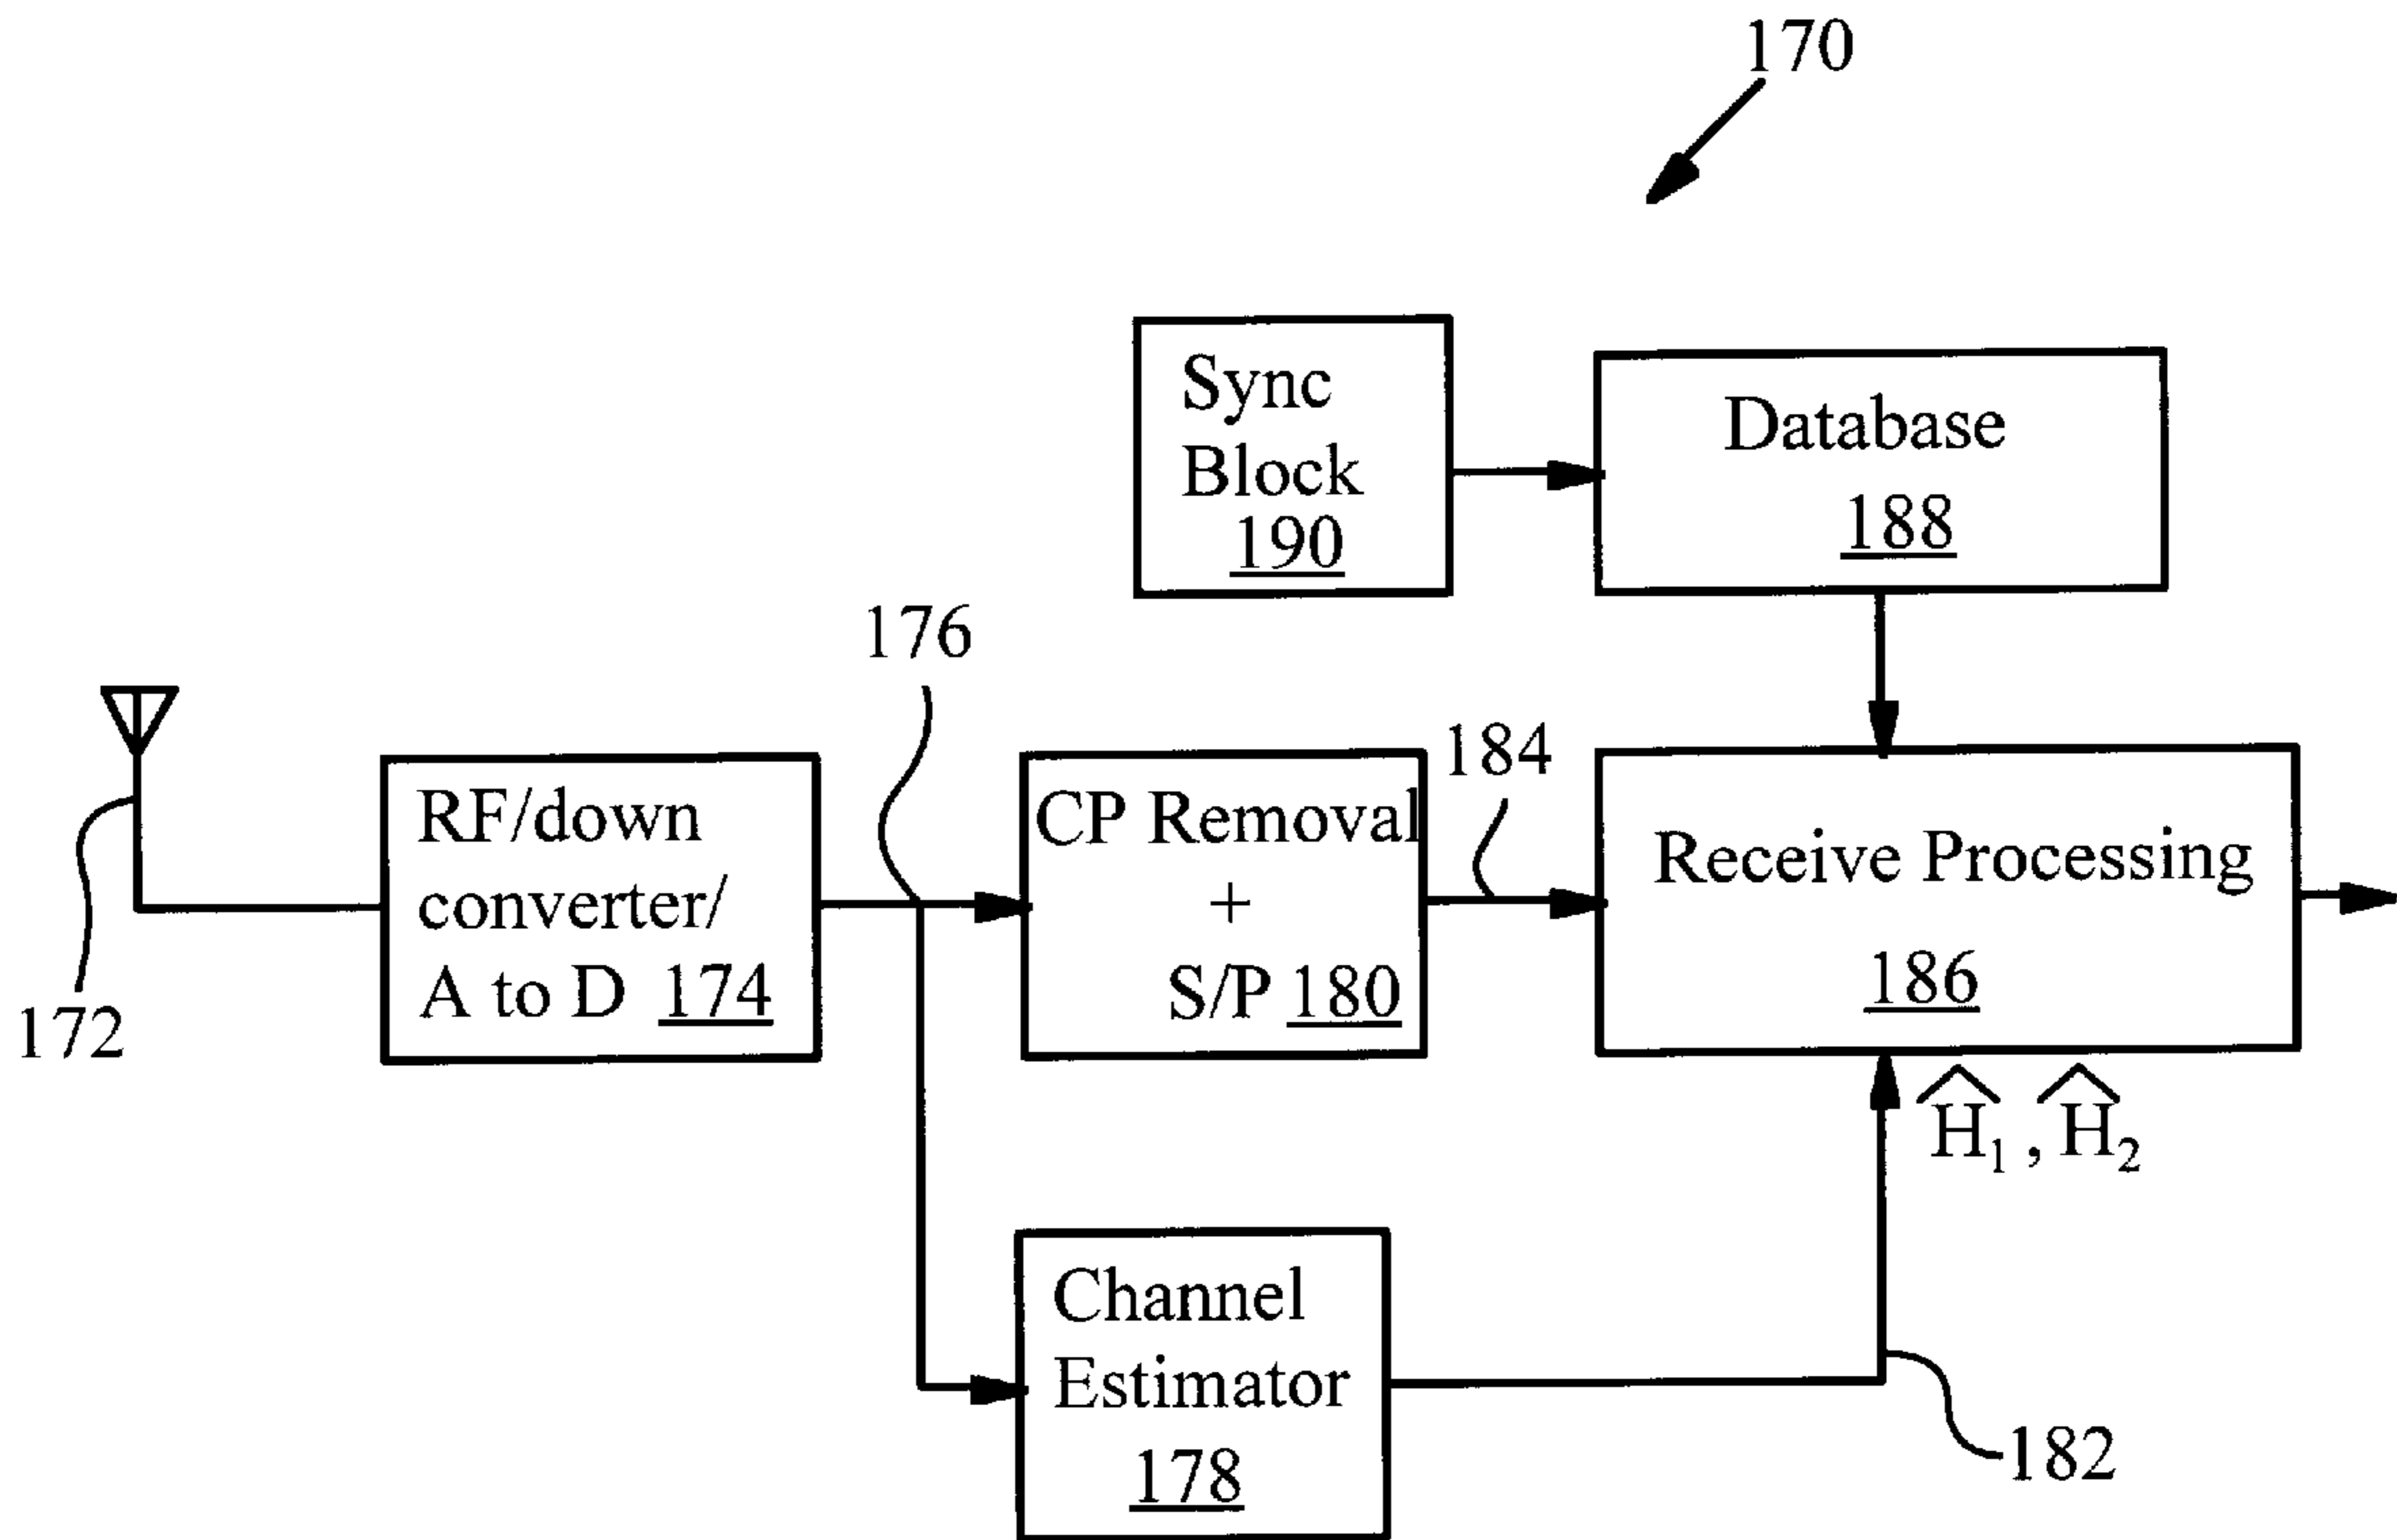 170
Sync
Block
190
Database
188
176
184
172
RF/down
converter/
A to D 174
CP Removal
+
S/P 180
Receive Processing
186
Ĥ₁, Ĥ₂
Channel
Estimator
178
182